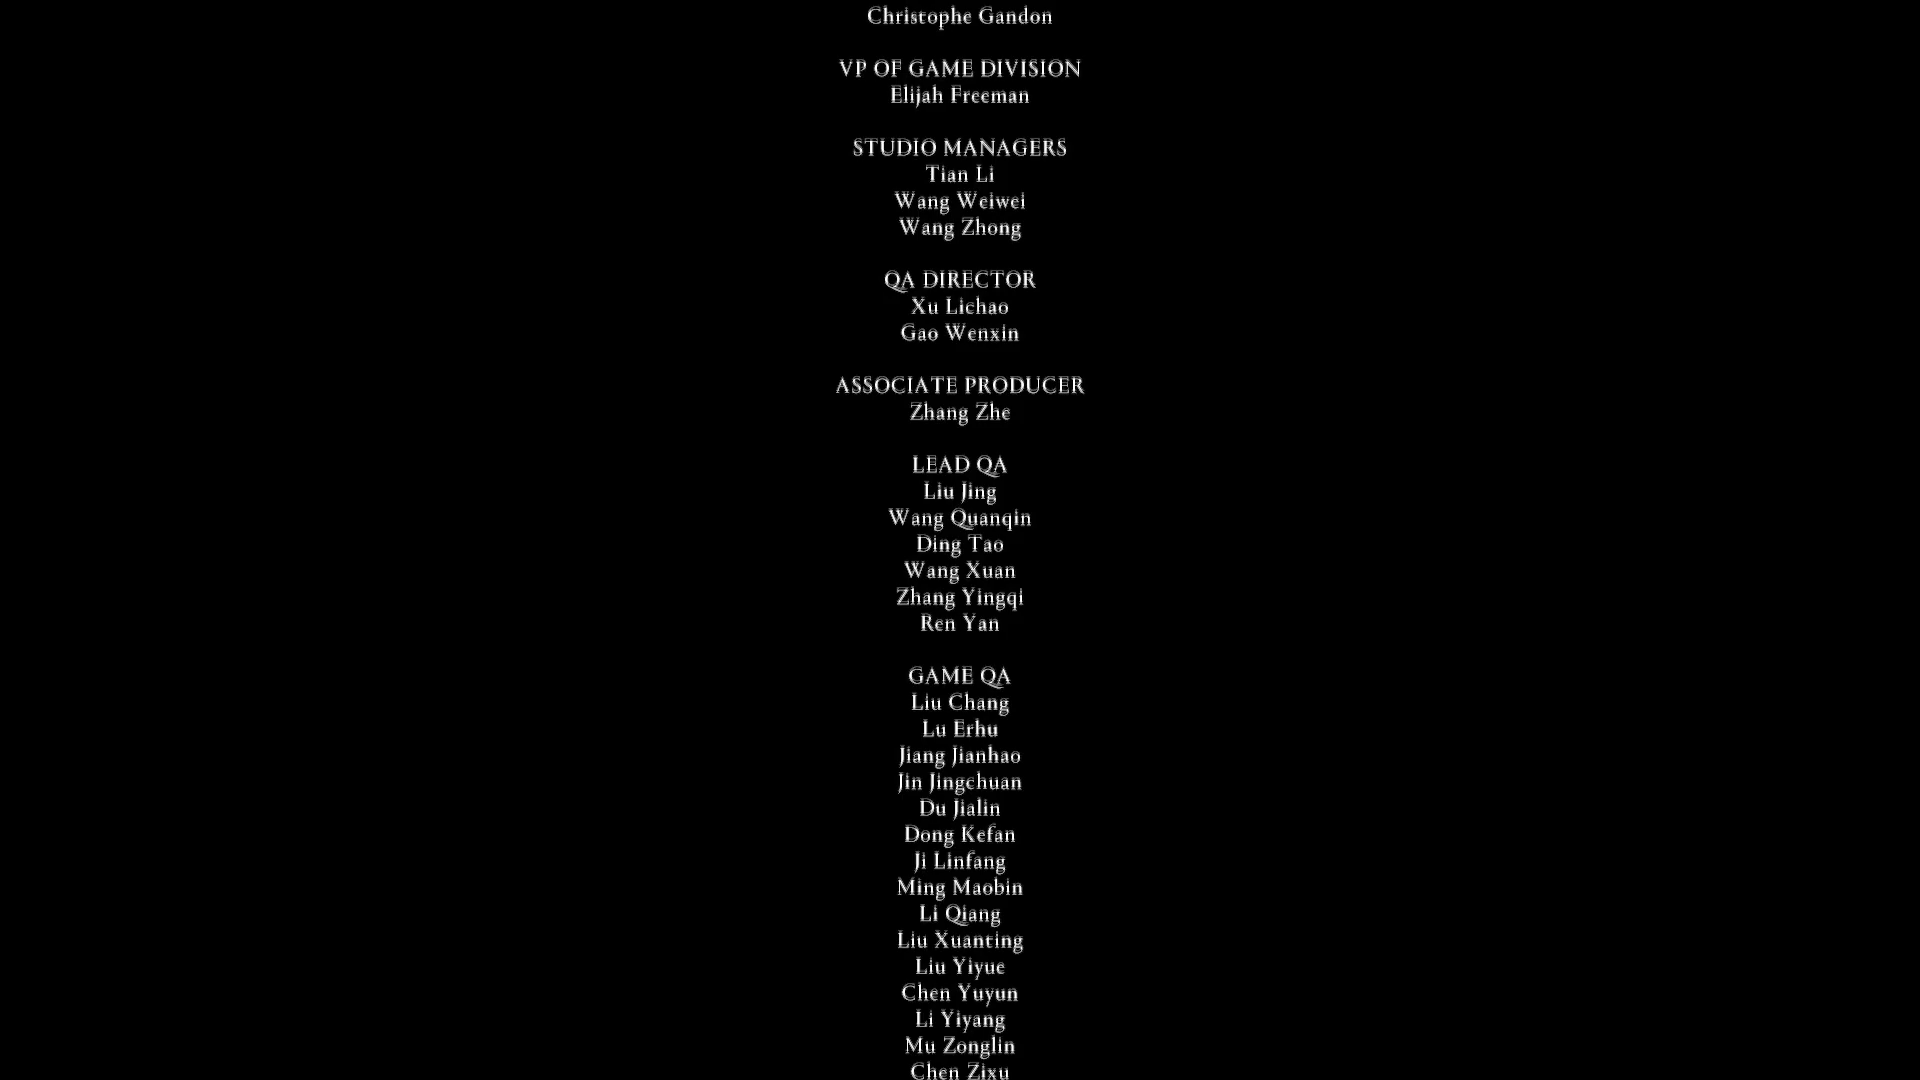 Christophe Gandon
VP OF GAME DIVISION
Elijah Freeman
STUDIO MANAGERS
Tian Li
Wang Weiwei
Wang Zhong
QA DIRECTOR
Xu Lichao
Gao Wenxin
ASSOCIATE PRODUCER
Zhang Zhe
LEAD QA
Liu Jing
Wang Quanqin
Ding Tao
Wang Xuan
Zhang Yingqi
Ren Yan
GAME QA
Liu Chang
Lu Erhu
Jiang Jianhao
Jin Jingchuan
Du Jialin
Dong Kefan
Ji Linfang
Ming Maobin
Li Qiang
Liu Xuanting
Liu Yiyue
Chen Yuyun
Li Yiyang
Mu Zonglin
Chen Zixu